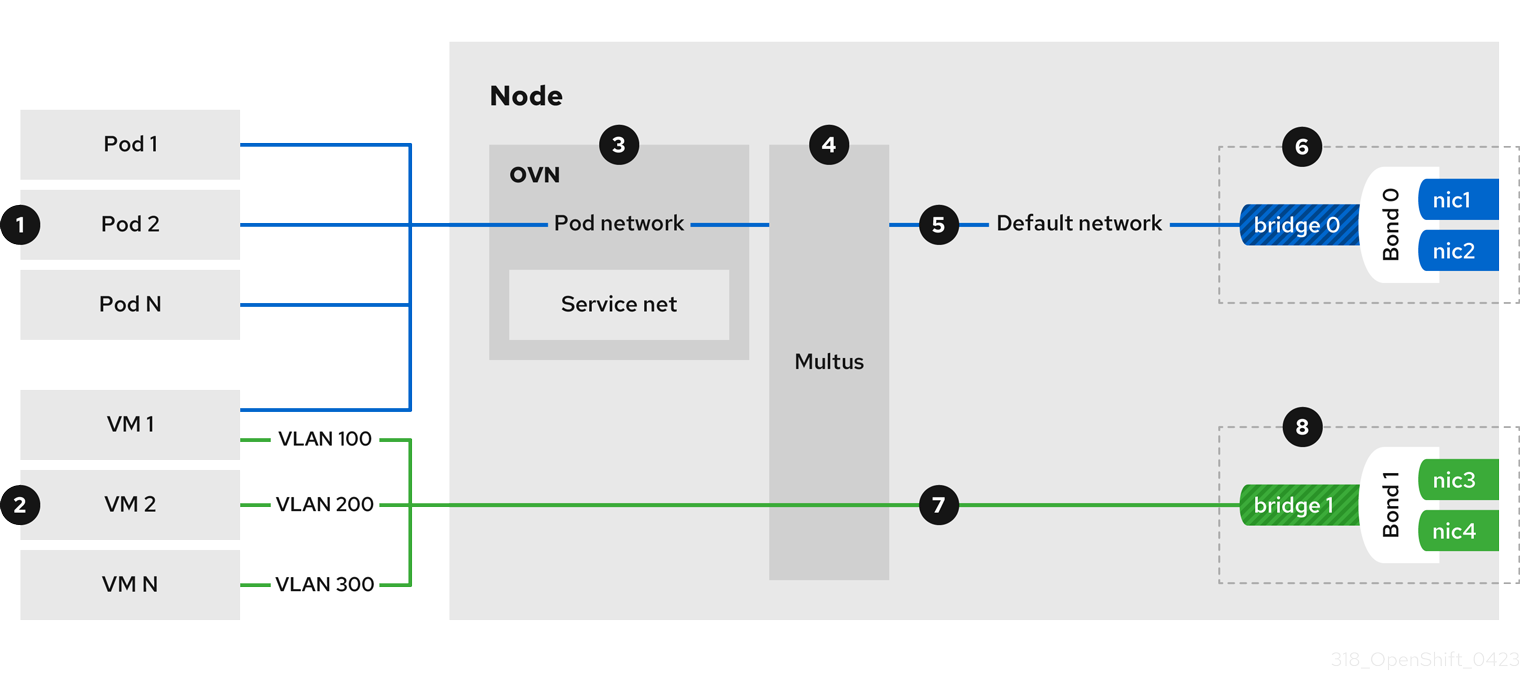 Node
3
4
6
OVN
Pod 1
1
Pod 2
Pod N
Pod network
Service net
Multus
5
Default network
bridge 0
Bond 0
nic1
nic2
VM 1
VLAN 100
2
VM 2
VLAN 200
VM N
VLAN 300
7
8
bridge 1
Bond 1
nic3
nic4
318_OpenShift_0423